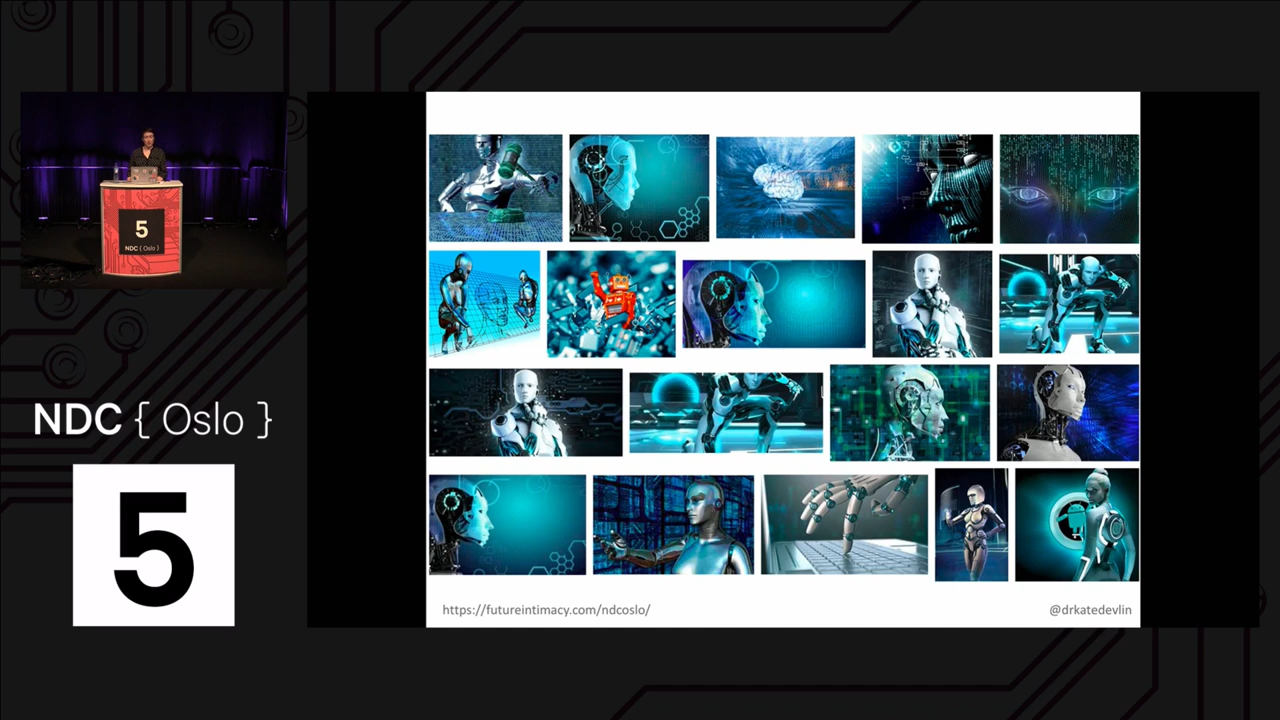 5
NDC { Oslo }
NDC { Oslo }
5
https://futureintimacy.com/ndcoslo/
@drkatedevlin